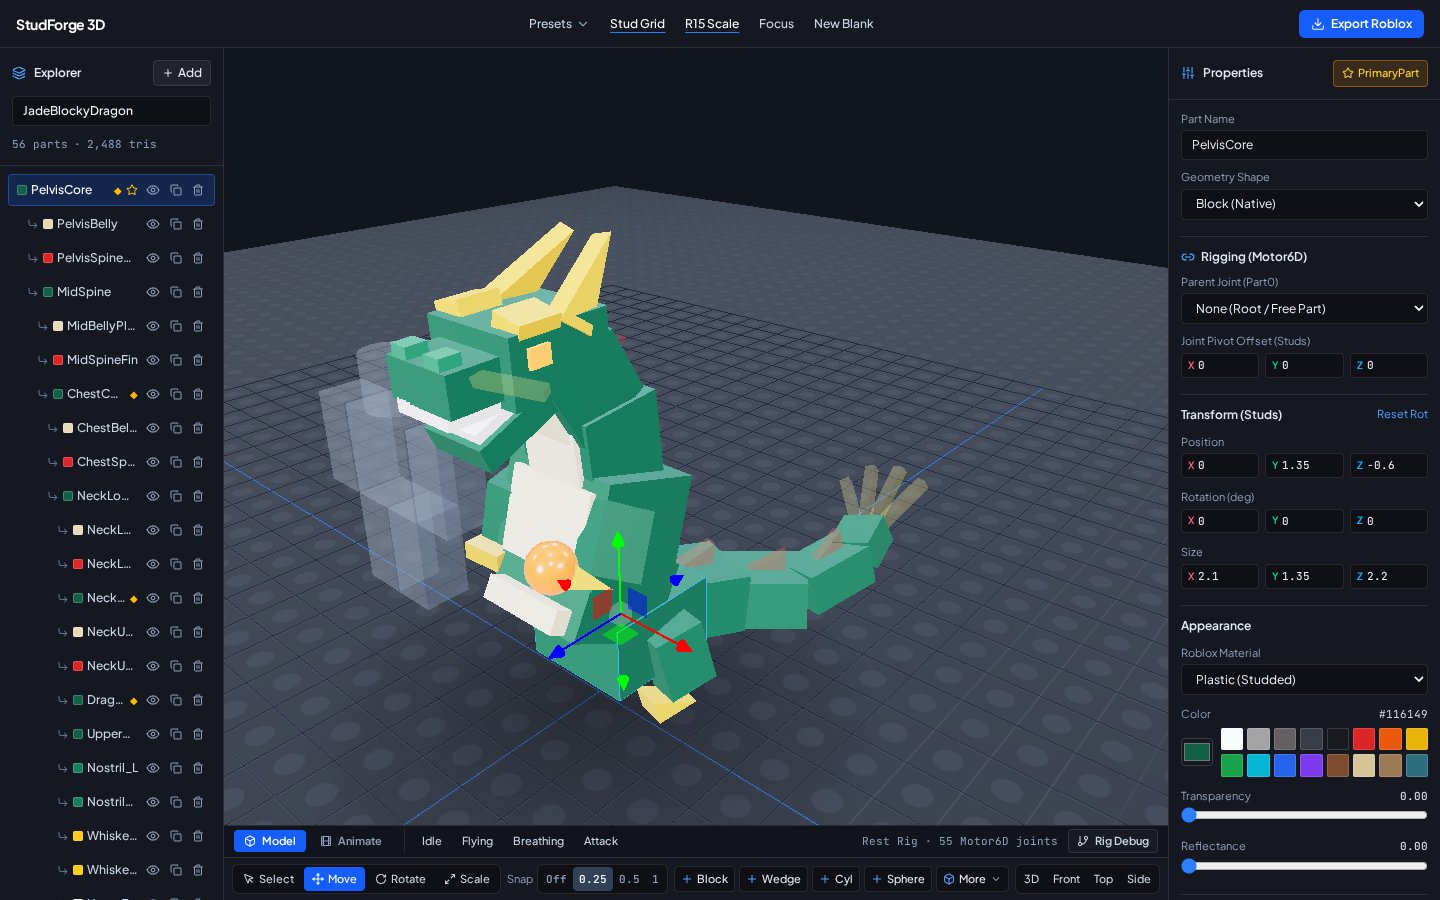 StudForge 3D
Presets
Stud Grid
R15 Scale
Focus
New Blank
Export Roblox
Explorer
Add
JadeBlockyDragon
56 parts · 2,488 tris
PelvisCore
PelvisBelly
PelvisSpine...
MidSpine
MidBellyPl...
MidSpineFin
ChestC...
ChestBel...
ChestSp...
NeckLo...
NeckL...
NeckL...
Neck...
NeckU...
NeckU...
Drag...
Upper...
Nostril_L
Nostril...
Whiske...
Whiske...
Model
Animate
Idle
Flying
Breathing
Attack
Rest Rig · 55 Motor6D joints
Rig Debug
Select
Move
Rotate
Scale
Snap
Off
0.25
0.5
1
Block
Wedge
Cyl
Sphere
More
3D
Front
Top
Side
Properties
PrimaryPart
Part Name
PelvisCore
Geometry Shape
Block (Native)
Rigging (Motor6D)
Parent Joint (Part0)
None (Root / Free Part)
Joint Pivot Offset (Studs)
X 0
Y 0
Z 0
Transform (Studs)
Reset Rot
Position
X 0
Y 1.35
Z -0.6
Rotation (deg)
X 0
Y 0
Z 0
Size
X 2.1
Y 1.35
Z 2.2
Appearance
Roblox Material
Plastic (Studded)
Color
#116149
Transparency
0.00
Reflectance
0.00